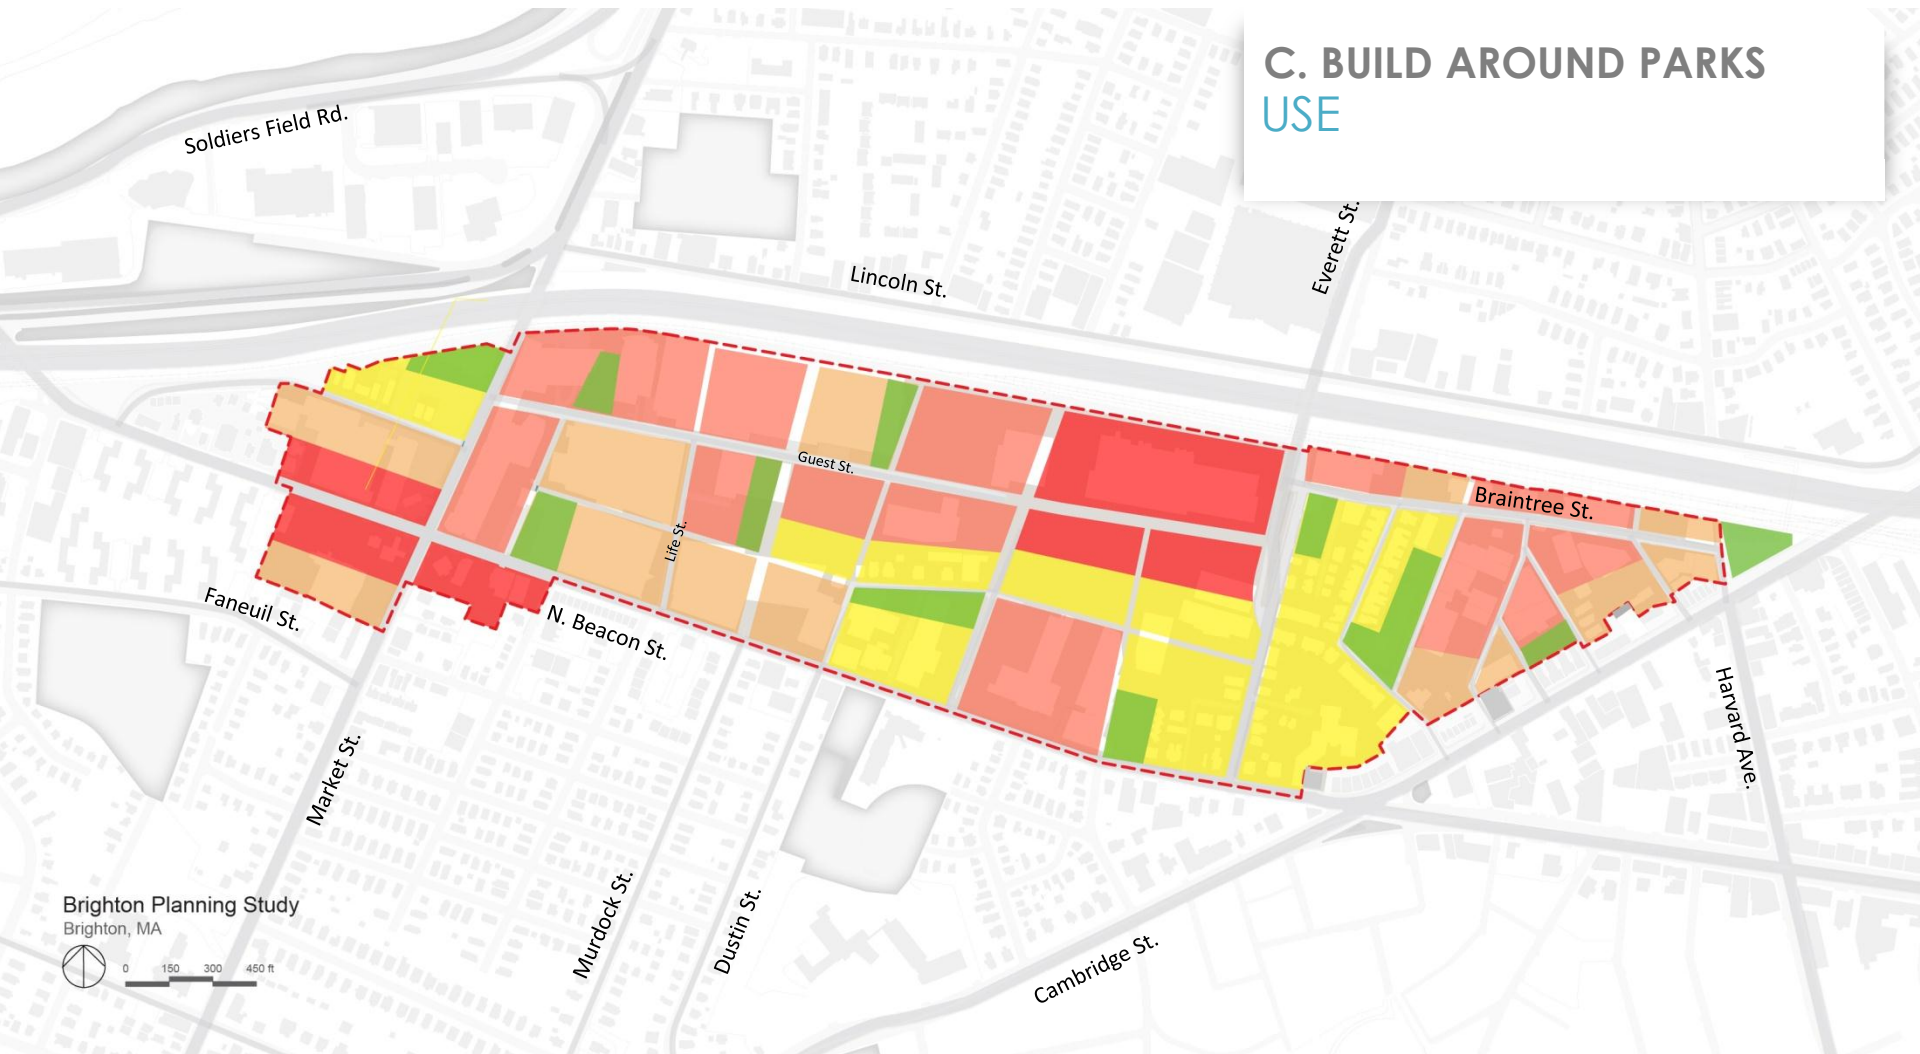 C. BUILD AROUND PARKS
USE
Soldiers Field Rd.
Everett St.
Lincoln St.
Guest St.
Braintree St.
Life St.
Faneuil St.
N. Beacon St.
Harvard Ave.
Market St.
Murdock St.
Dustin St.
Cambridge St.
Brighton Planning Study
Brighton, MA
0 150 300 450 ft